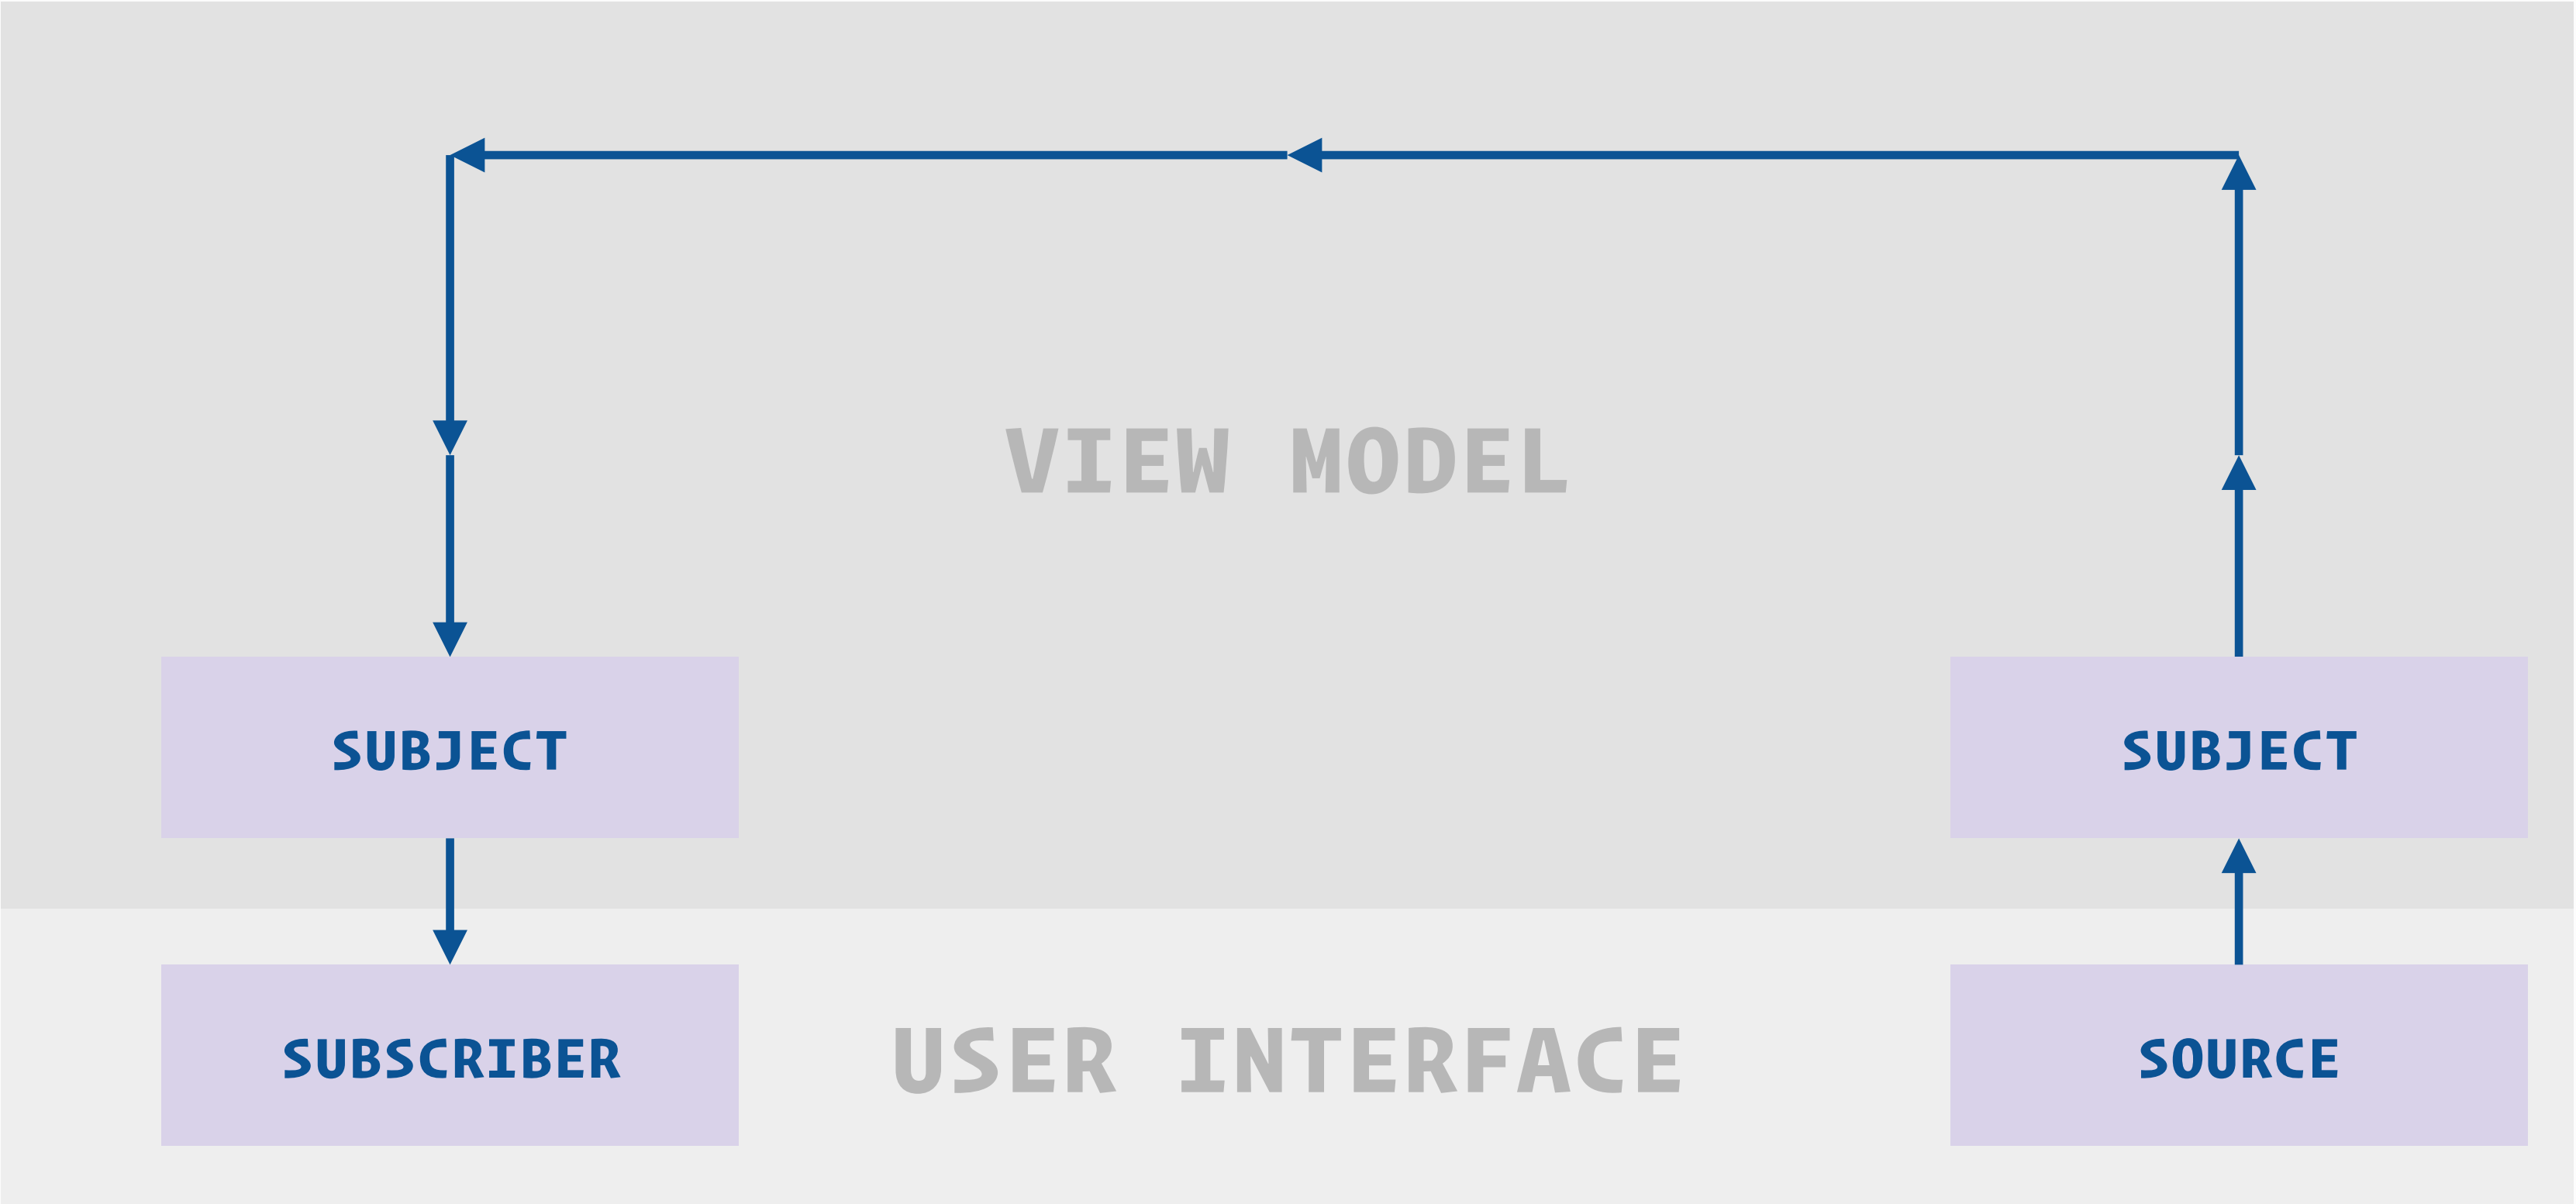 VIEW MODEL
SUBJECT
SUBJECT
SUBSCRIBER
USER INTERFACE
SOURCE